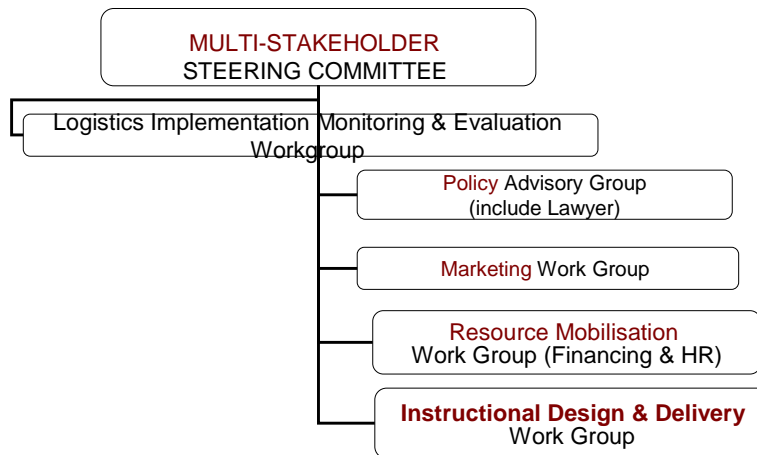 MULTI-STAKEHOLDER
STEERING COMMITTEE
Logistics Implementation Monitoring & Evaluation
Workgroup
Policy Advisory Group
(include Lawyer)
Marketing Work Group
Resource Mobilisation
Work Group (Financing & HR)
Instructional Design & Delivery
Work Group